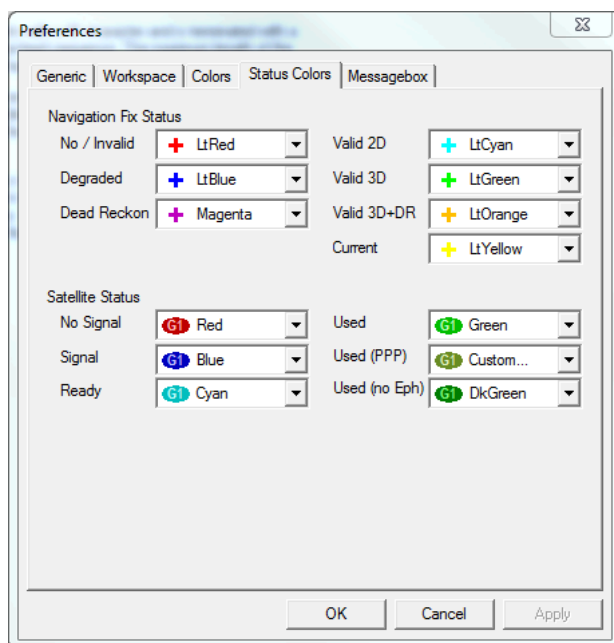 Preferences
Generic Workspace Colors Status Colors Messagebox
Navigation Fix Status
No / Invalid LtRed Valid 2D LtCyan
Degraded LtBlue Valid 3D LtGreen
Dead Reckon Magenta Valid 3D+DR LtOrange
Current LtYellow
Satellite Status
No Signal G1 Red Used G1 Green
Signal G1 Blue Used (PPP) G1 Custom...
Ready G1 Cyan Used (no Eph) G1 DkGreen
OK Cancel Apply